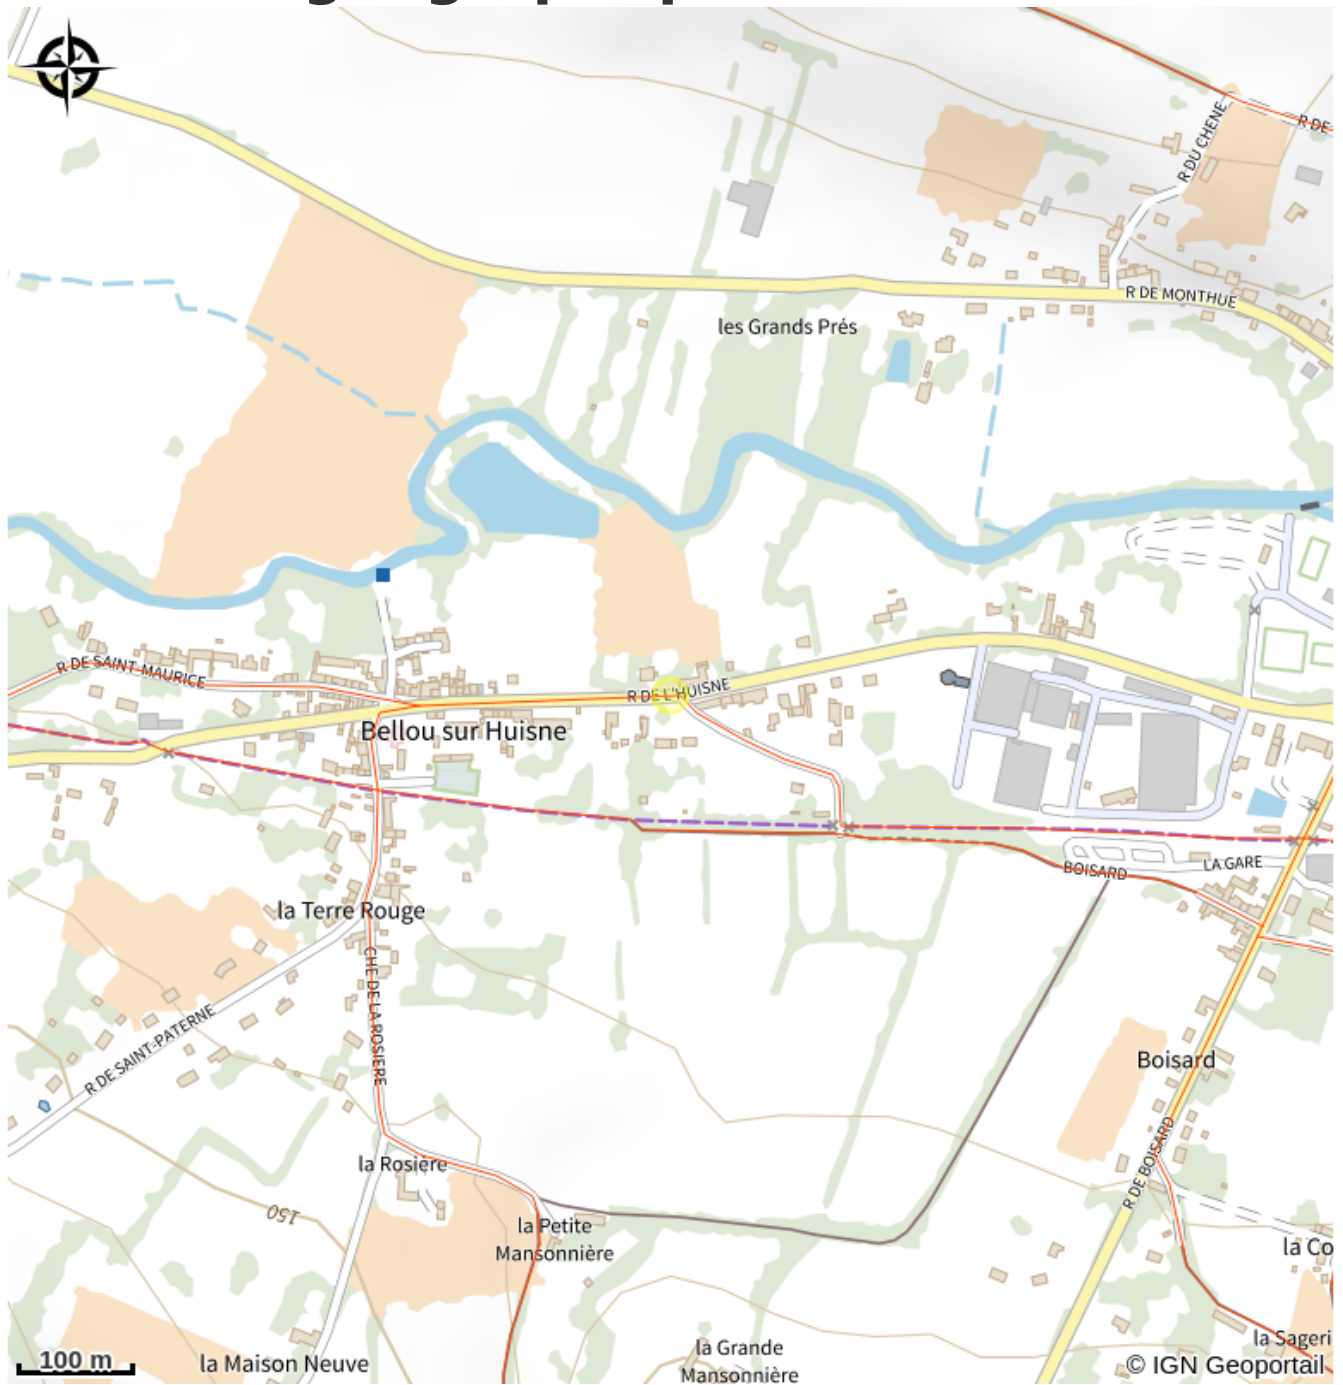 R DU CHENE
R DE
R DE MONTHUE
les Grands Prés
R DE SAINT-MAURICE
R DE L'HUISNE
Bellou sur Huisne
BOISARD
LA GARE
la Terre Rouge
CHE DE LA ROSIERE
R DE SAINT-PATERNE
Boisard
R DE BOISARD
la Rosière
150
la Petite
Mansonnière
la Co
la Sageri
la Grande
Mansonnière
100 m
la Maison Neuve
© IGN Geoportail